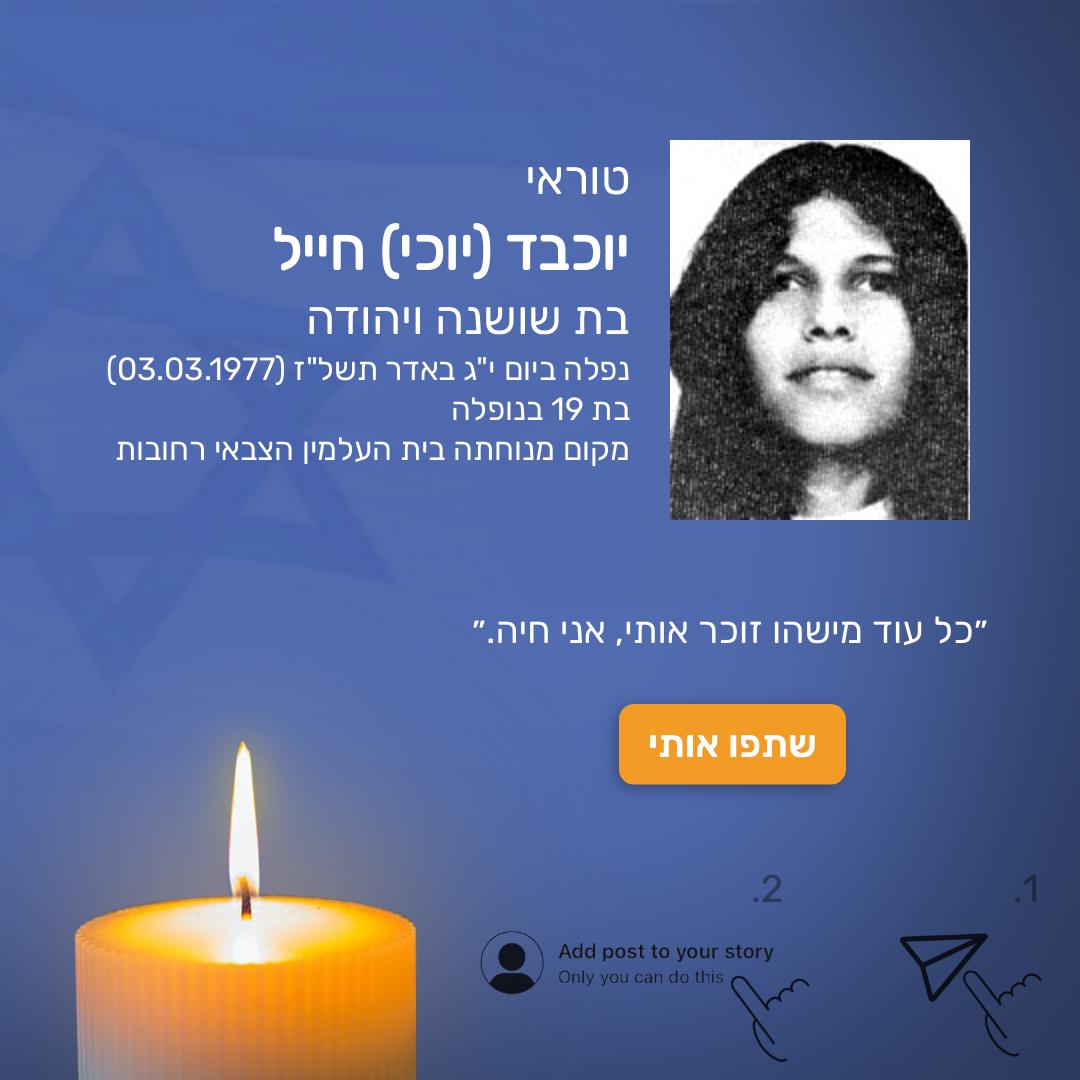 טוראי
יוכבד (יוכי) חייל
בת שושנה ויהודה
נפלה ביום י"ג באדר תשל"ז (03.03.1977)
בת 19 בנופלה
מקום מנוחתה בית העלמין הצבאי רחובות
״כל עוד מישהו זוכר אותי, אני חיה.״
שתפו אותי
.1
.2
Add post to your story
Only you can do this